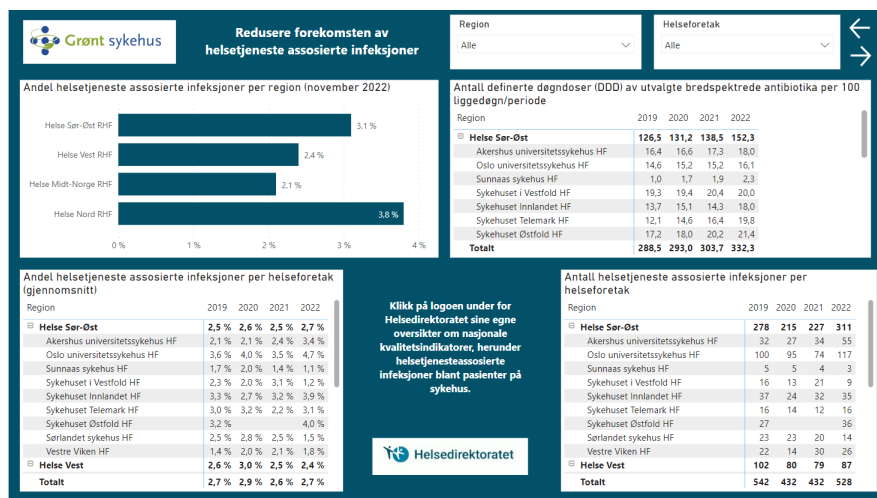 Grønt sykehus
Redusere forekomsten av
helsetjeneste assosierte infeksjoner
Region
Alle
Helseforetak
Alle
Andel helsetjeneste assosierte infeksjoner per region (november 2022)
Helse Sør-Øst RHF 3,1 %
Helse Vest RHF 2,4 %
Helse Midt-Norge RHF 2,1 %
Helse Nord RHF 3,8 %
0 % 1 % 2 % 3 % 4 %
Antall definerte døgndoser (DDD) av utvalgte bredspektrede antibiotika per 100
liggedøgn/periode
Region 2019 2020 2021 2022
Helse Sør-Øst 126,5 131,2 138,5 152,3
Akershus universitetssykehus HF 16,4 16,6 17,3 18,0
Oslo universitetssykehus HF 14,6 15,2 15,2 16,1
Sunnaas sykehus HF 1,0 1,7 1,9 2,3
Sykehuset i Vestfold HF 19,3 19,4 20,4 20,0
Sykehuset Innlandet HF 13,7 15,1 14,3 18,0
Sykehuset Telemark HF 12,1 14,6 16,4 19,8
Sykehuset Østfold HF 17,2 18,0 20,2 21,4
Totalt 288,5 293,0 303,7 332,3
Andel helsetjeneste assosierte infeksjoner per helseforetak
(gjennomsnitt)
Region 2019 2020 2021 2022
Helse Sør-Øst 2,5 % 2,6 % 2,5 % 2,7 %
Akershus universitetssykehus HF 2,1 % 2,1 % 2,4 % 3,4 %
Oslo universitetssykehus HF 3,6 % 4,0 % 3,5 % 4,7 %
Sunnaas sykehus HF 1,7 % 2,0 % 1,4 % 1,1 %
Sykehuset i Vestfold HF 2,3 % 2,0 % 3,1 % 1,2 %
Sykehuset Innlandet HF 3,3 % 2,7 % 3,2 % 3,9 %
Sykehuset Telemark HF 3,0 % 3,2 % 2,2 % 3,1 %
Sykehuset Østfold HF 3,2 % 4,0 %
Sørlandet sykehus HF 2,5 % 2,8 % 2,5 % 1,5 %
Vestre Viken HF 1,4 % 2,0 % 2,1 % 1,8 %
Helse Vest 2,6 % 3,0 % 2,5 % 2,4 %
Totalt 2,7 % 2,9 % 2,6 % 2,7 %
Klikk på logoen under for
Helsedirektoratet sine egne
oversikter om nasjonale
kvalitetsindikatorer, herunder
helsetjenesteassosierte
infeksjoner blant pasienter på
sykehus.
Helsedirektoratet
Antall helsetjeneste assosierte infeksjoner per
helseforetak
Region 2019 2020 2021 2022
Helse Sør-Øst 278 215 227 311
Akershus universitetssykehus HF 32 27 34 55
Oslo universitetssykehus HF 100 95 74 117
Sunnaas sykehus HF 5 5 4 3
Sykehuset i Vestfold HF 16 13 21 9
Sykehuset Innlandet HF 37 24 32 35
Sykehuset Telemark HF 16 14 12 16
Sykehuset Østfold HF 27 36
Sørlandet sykehus HF 23 23 20 14
Vestre Viken HF 22 14 30 26
Helse Vest 102 80 79 87
Totalt 542 432 432 528